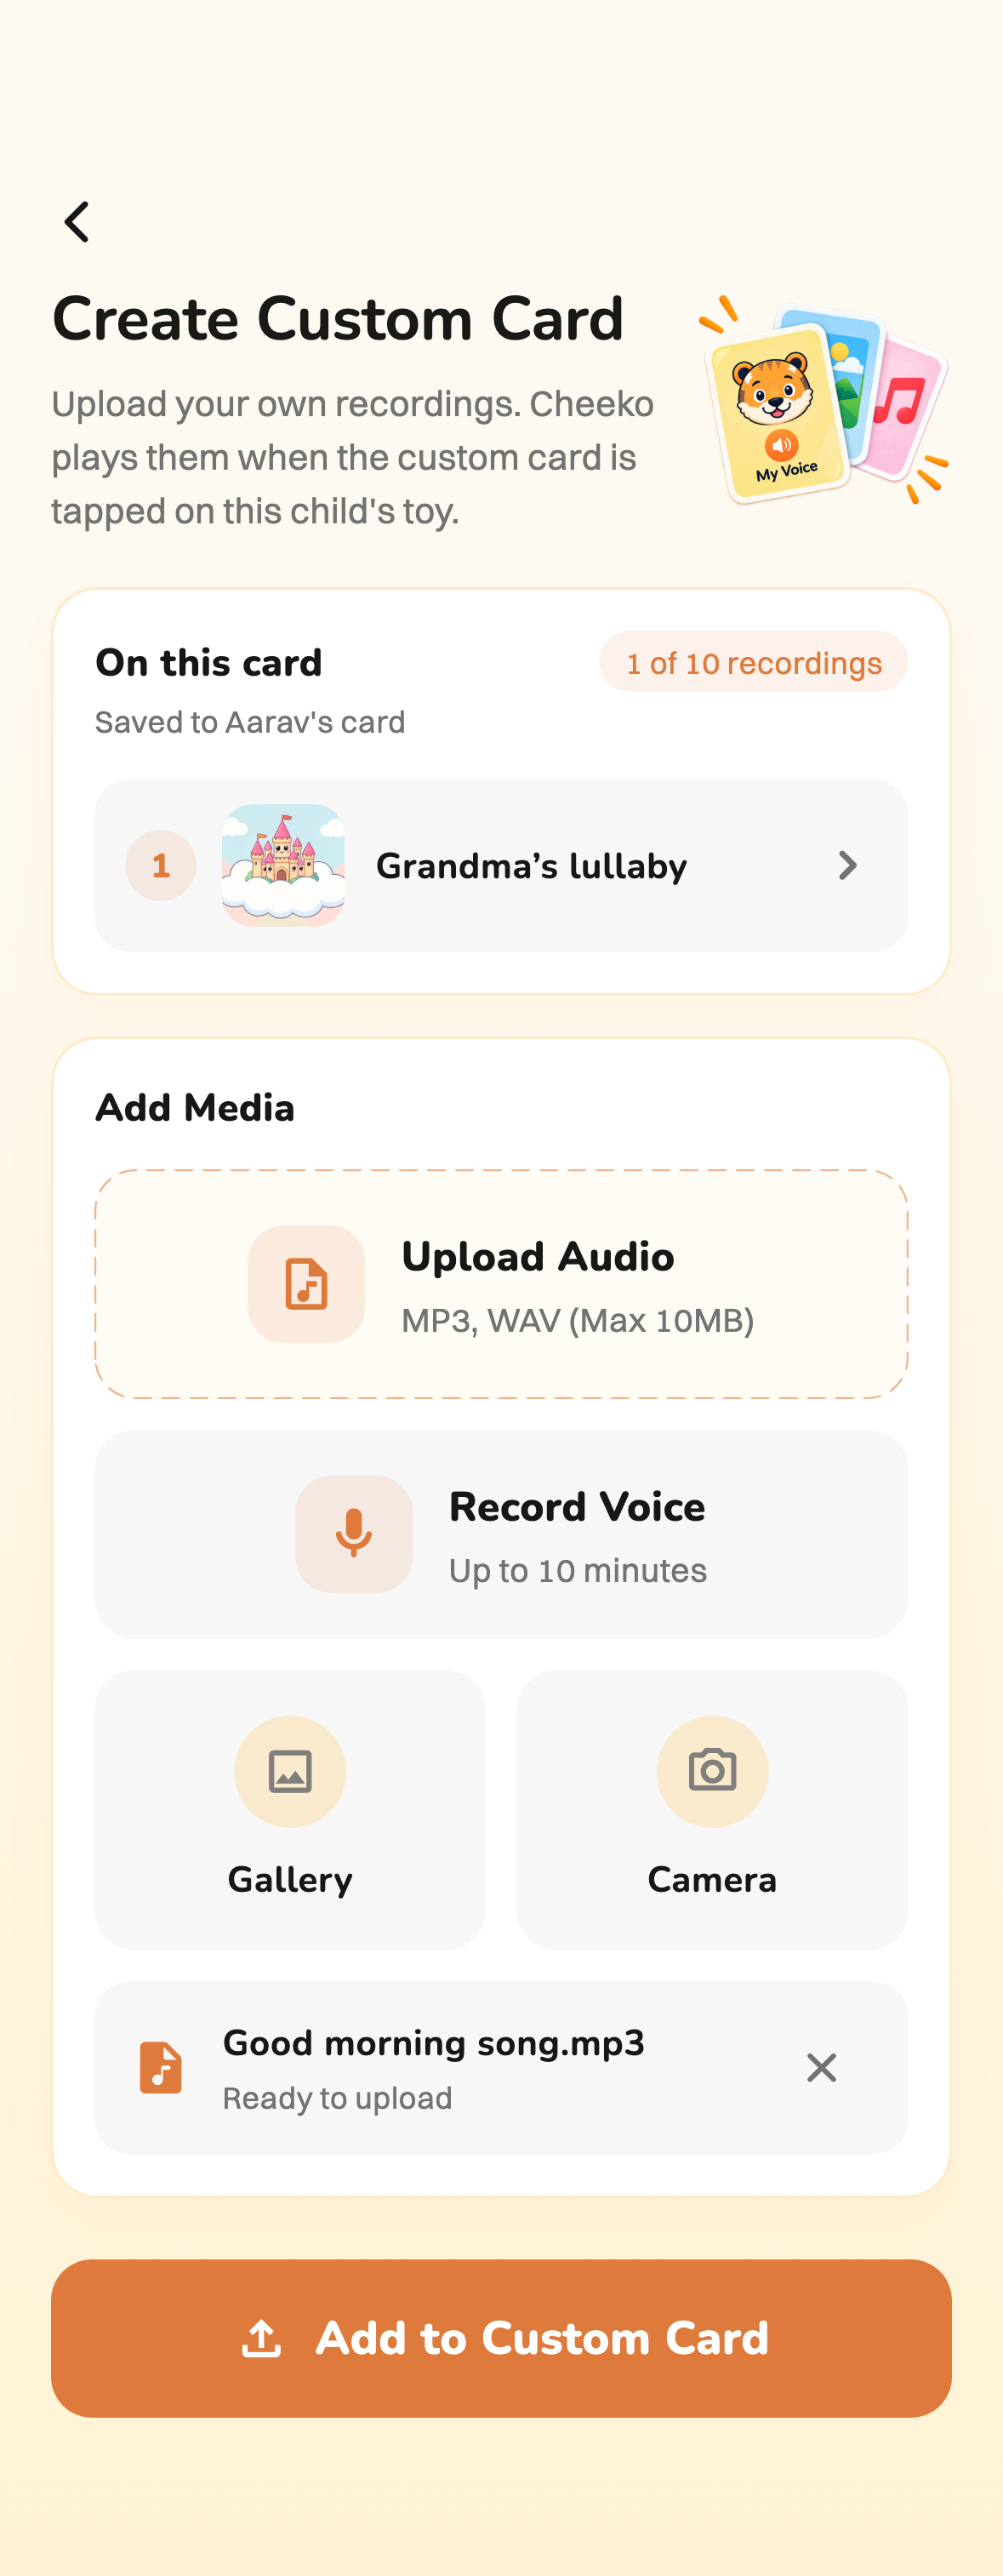 Create Custom Card
Upload your own recordings. Cheeko
plays them when the custom card is
tapped on this child's toy.
My Voice
On this card
1 of 10 recordings
Saved to Aarav's card
1
Grandma’s lullaby
Add Media
Upload Audio
MP3, WAV (Max 10MB)
Record Voice
Up to 10 minutes
Gallery
Camera
Good morning song.mp3
Ready to upload
Add to Custom Card